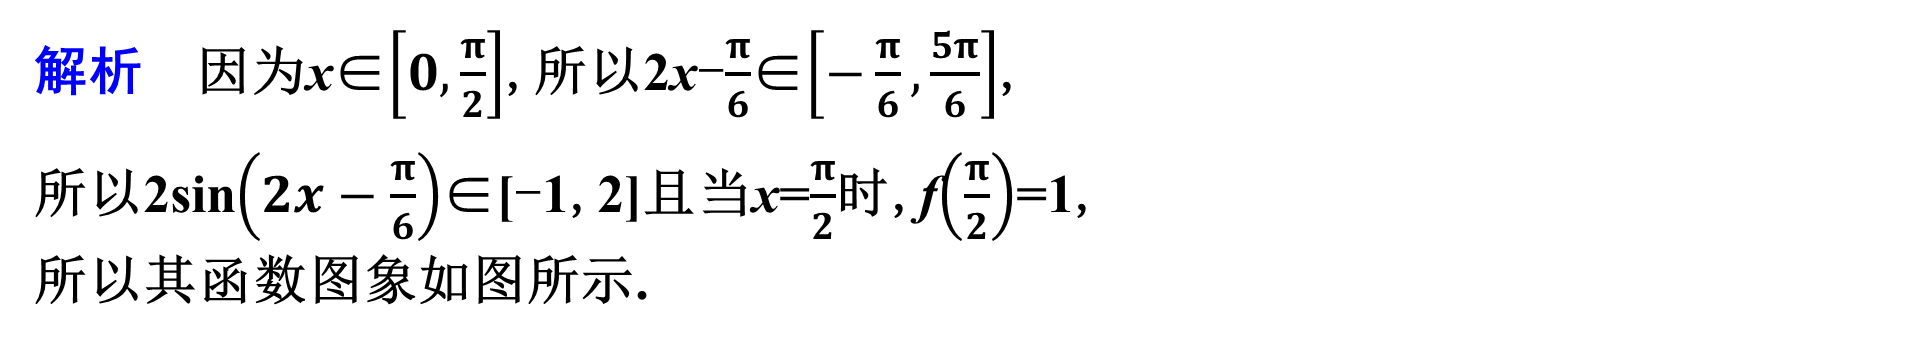 解析 因为x∈[0,π/2], 所以2x−π/6∈[−π/6,5π/6],
所以2sin(2x−π/6)∈[−1, 2]且当x=π/2时, f(π/2)=1,
所以其函数图象如图所示.